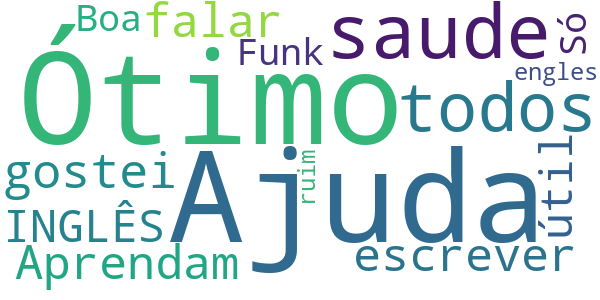 Boa
falar
saude
Só
Ótimo
Funk
engles
todos
gostei
Ajuda
ruim
útil
INGLÊS
Aprendam
escrever